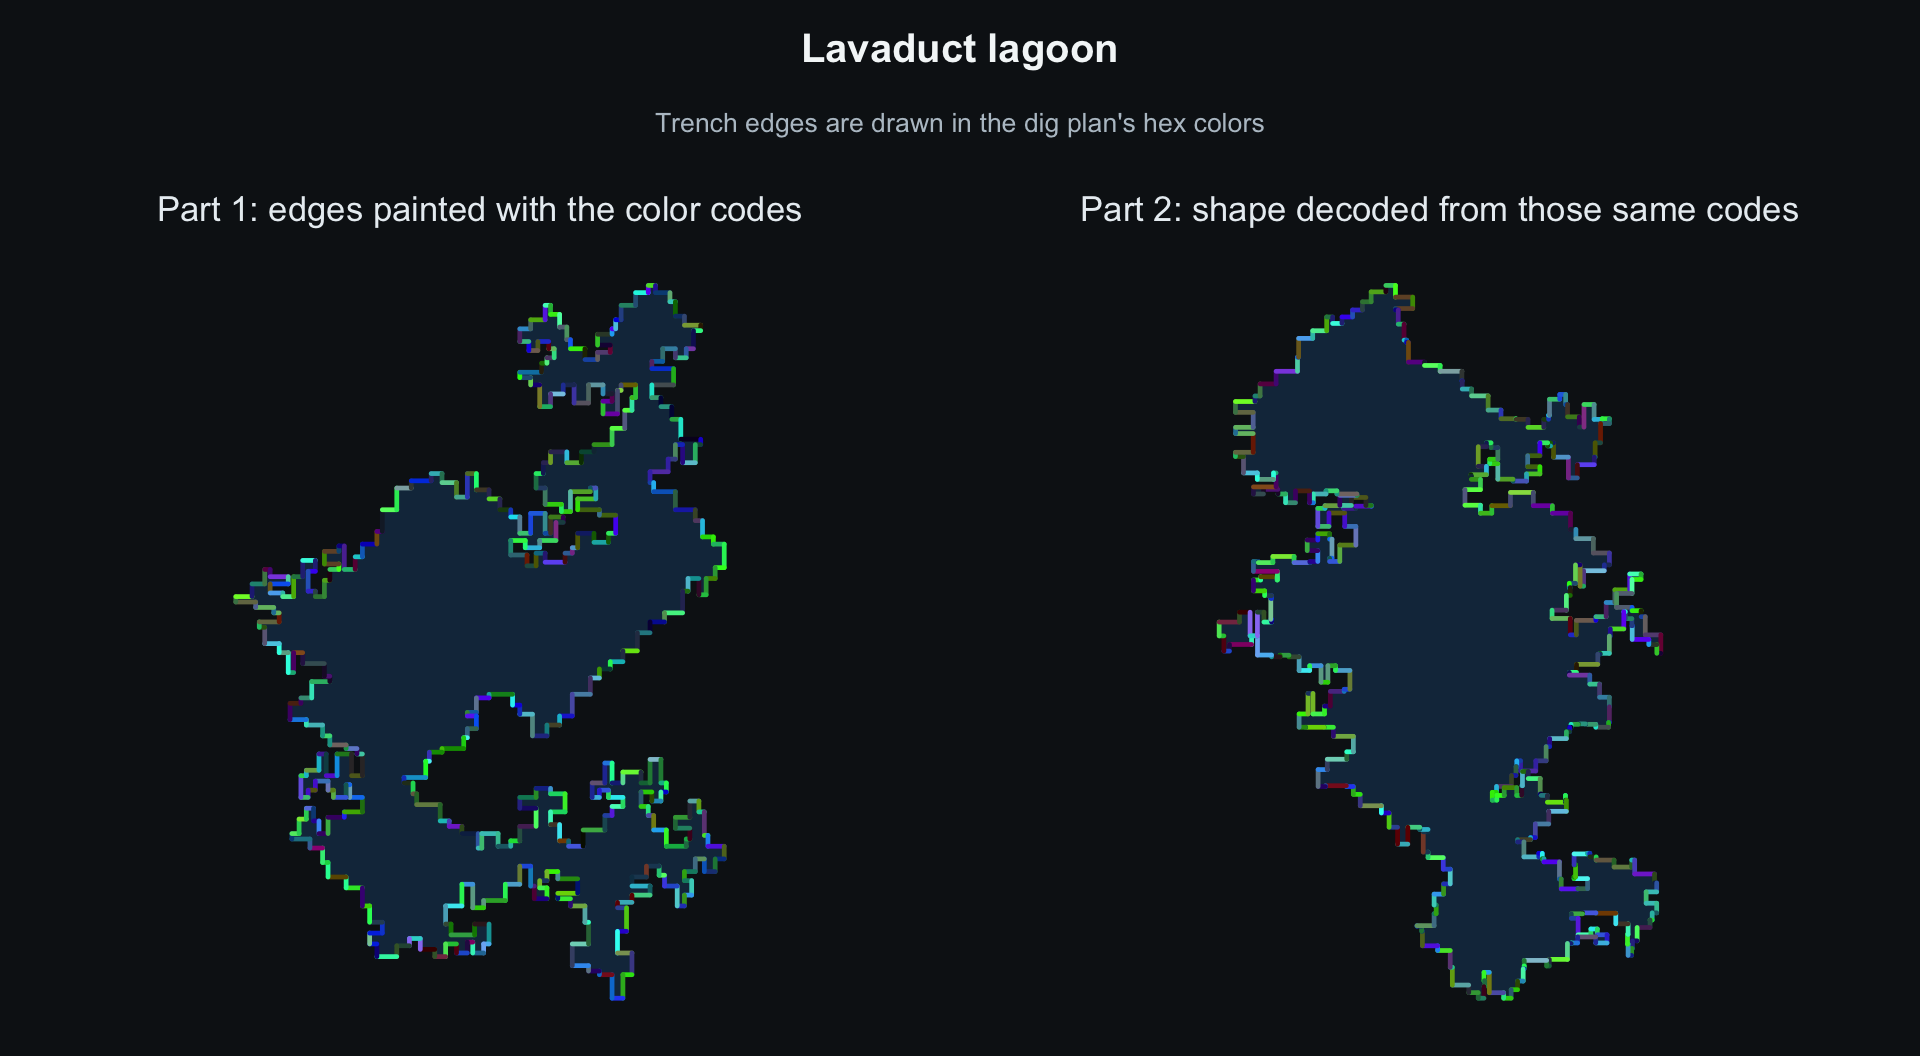 Lavaduct lagoon
Trench edges are drawn in the dig plan's hex colors
Part 1: edges painted with the color codes
Part 2: shape decoded from those same codes